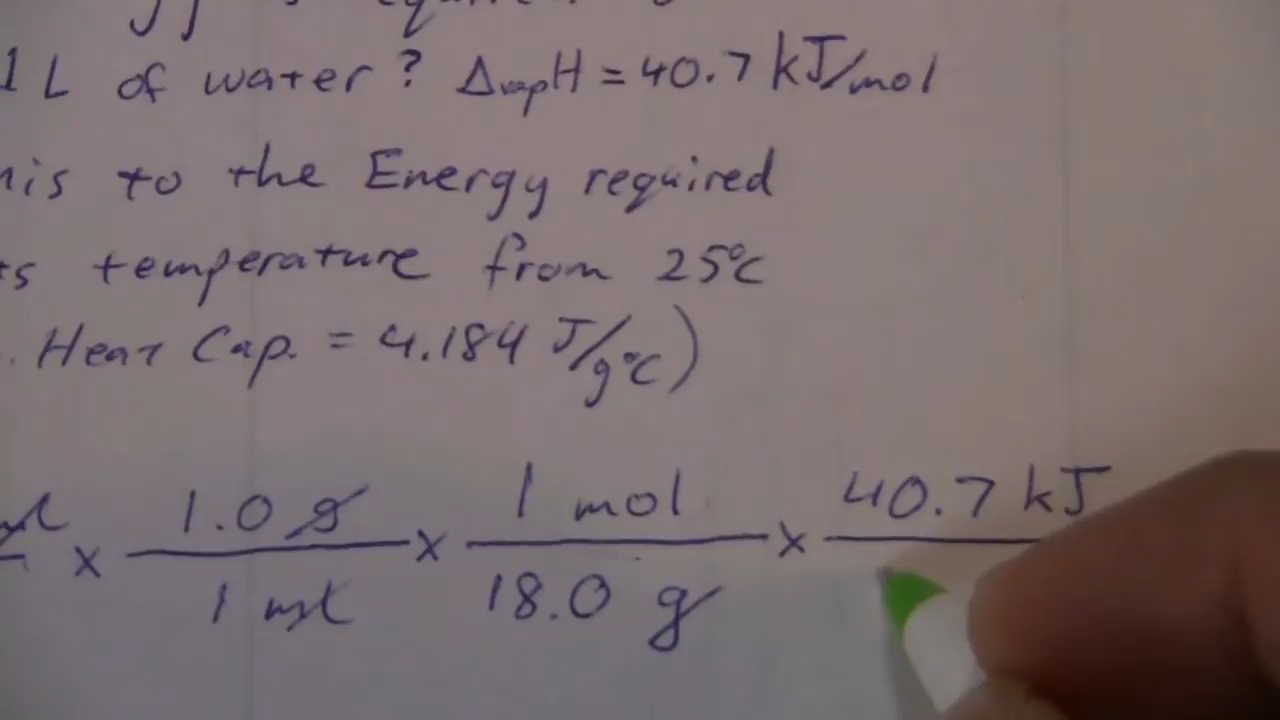 1 L of water? ΔvapH = 40.7 kJ/mol
to the Energy required
temperature from 25°C
Heat Cap. = 4.184 J/g°C)
x 1.0 g x 1 mol x 40.7 kJ
1 mL 18.0 g